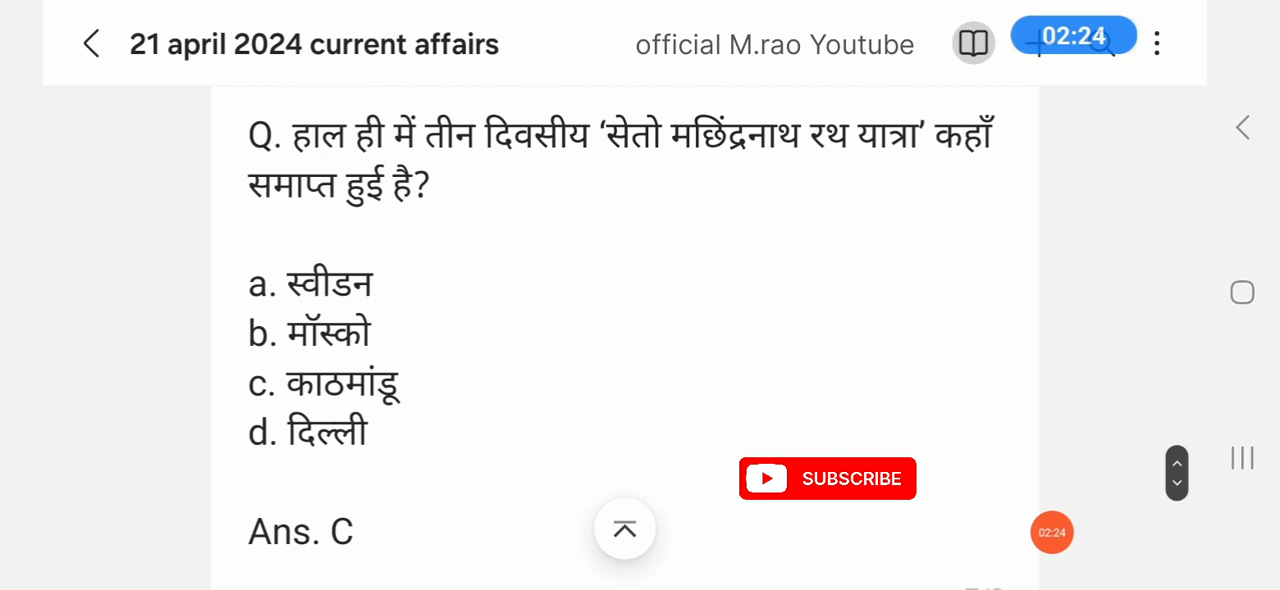 21 april 2024 current affairs
official M.rao Youtube
02:24
Q. हाल ही में तीन दिवसीय ‘सेतो मछिंद्रनाथ रथ यात्रा’ कहाँ
समाप्त हुई है?
a. स्वीडन
b. मॉस्को
c. काठमांडू
d. दिल्ली
SUBSCRIBE
Ans. C
02:24